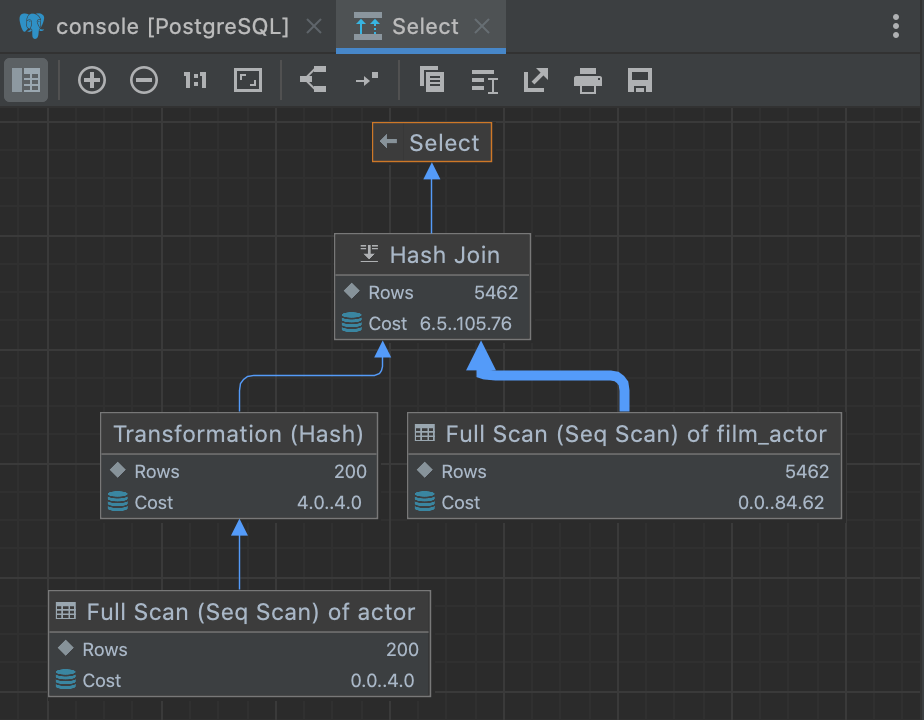 console [PostgreSQL]
Select
1:1
Select
Hash Join
Rows 5462
Cost 6.5..105.76
Transformation (Hash)
Rows 200
Cost 4.0..4.0
Full Scan (Seq Scan) of film_actor
Rows 5462
Cost 0.0..84.62
Full Scan (Seq Scan) of actor
Rows 200
Cost 0.0..4.0